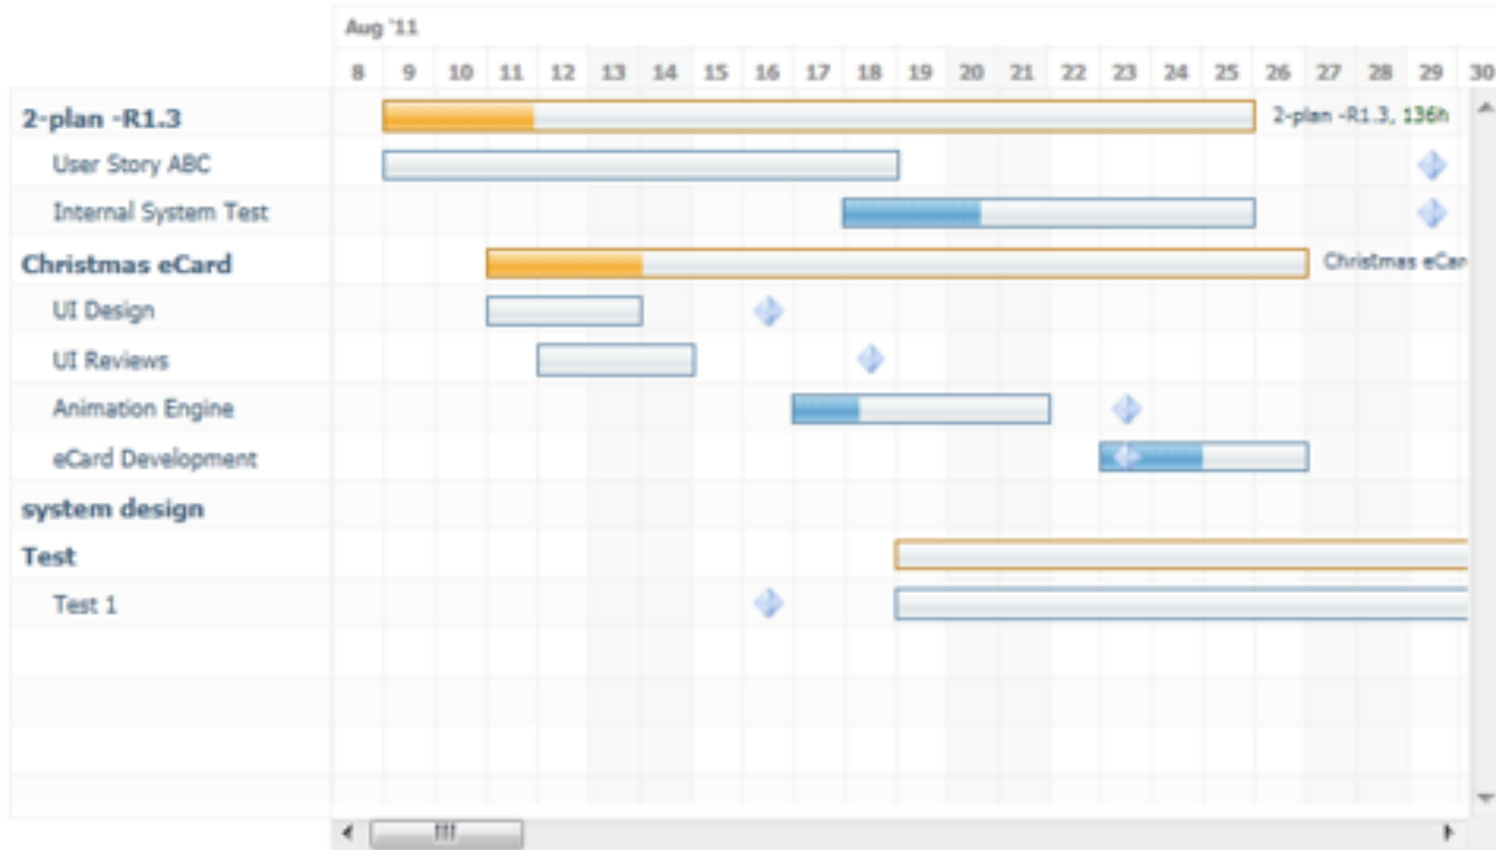 Aug '11
8 9 10 11 12 13 14 15 16 17 18 19 20 21 22 23 24 25 26 27 28 29 30
2-plan -R1.3
2-plan -R1.3, 136h
User Story ABC
Internal System Test
Christmas eCard
Christmas eCar
UI Design
UI Reviews
Animation Engine
eCard Development
system design
Test
Test 1